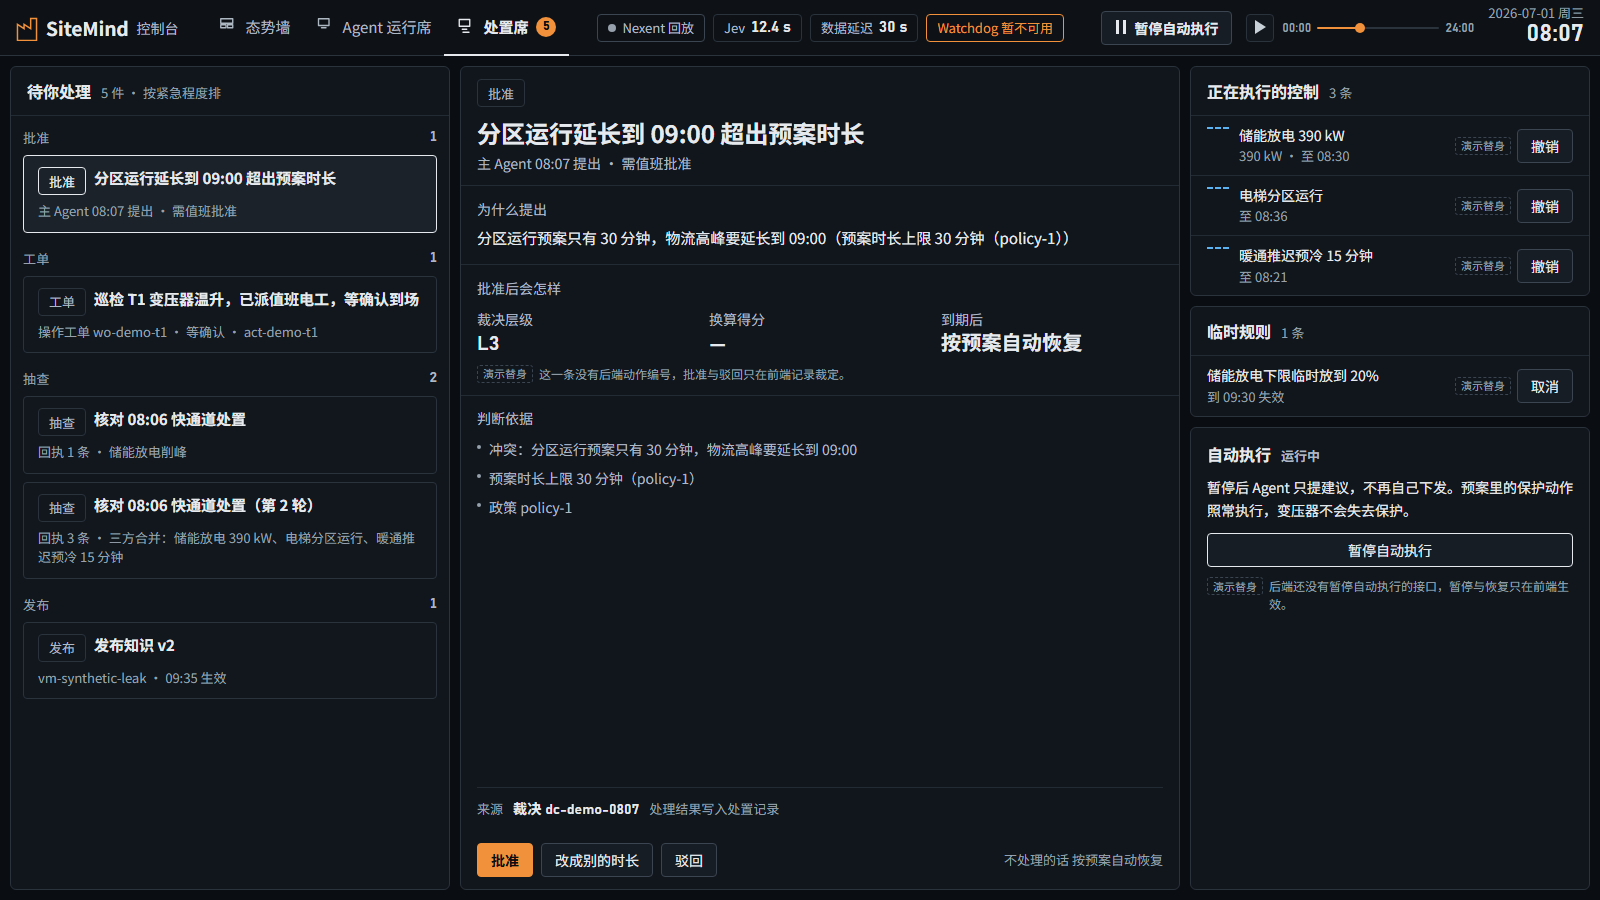 SiteMind 控制台
态势墙
Agent 运行席
处置席 5
Nexent 回放
Jev 12.4 s
数据延迟 30 s
Watchdog 暂不可用
暂停自动执行
00:00
24:00
2026-07-01 周三
08:07
待你处理 5 件 · 按紧急程度排
批准 1
批准 分区运行延长到 09:00 超出预案时长
主 Agent 08:07 提出 · 需值班批准
工单 1
工单 巡检 T1 变压器温升，已派值班电工，等确认到场
操作工单 wo-demo-t1 · 等确认 · act-demo-t1
抽查 2
抽查 核对 08:06 快通道处置
回执 1 条 · 储能放电削峰
抽查 核对 08:06 快通道处置（第 2 轮）
回执 3 条 · 三方合并：储能放电 390 kW、电梯分区运行、暖通推
迟预冷 15 分钟
发布 1
发布 发布知识 v2
vm-synthetic-leak · 09:35 生效
批准
分区运行延长到 09:00 超出预案时长
主 Agent 08:07 提出 · 需值班批准
为什么提出
分区运行预案只有 30 分钟，物流高峰要延长到 09:00（预案时长上限 30 分钟（policy-1））
批准后会怎样
裁决层级
L3
换算得分
—
到期后
按预案自动恢复
演示替身 这一条没有后端动作编号，批准与驳回只在前端记录裁定。
判断依据
· 冲突：分区运行预案只有 30 分钟，物流高峰要延长到 09:00
· 预案时长上限 30 分钟（policy-1）
· 政策 policy-1
来源 裁决 dc-demo-0807 处理结果写入处置记录
批准
改成别的时长
驳回
不处理的话 按预案自动恢复
正在执行的控制 3 条
储能放电 390 kW
390 kW · 至 08:30
演示替身
撤销
电梯分区运行
至 08:36
演示替身
撤销
暖通推迟预冷 15 分钟
至 08:21
演示替身
撤销
临时规则 1 条
储能放电下限临时放到 20%
到 09:30 失效
演示替身
取消
自动执行 运行中
暂停后 Agent 只提建议，不再自己下发。预案里的保护动作
照常执行，变压器不会失去保护。
暂停自动执行
演示替身 后端还没有暂停自动执行的接口，暂停与恢复只在前端生
效。